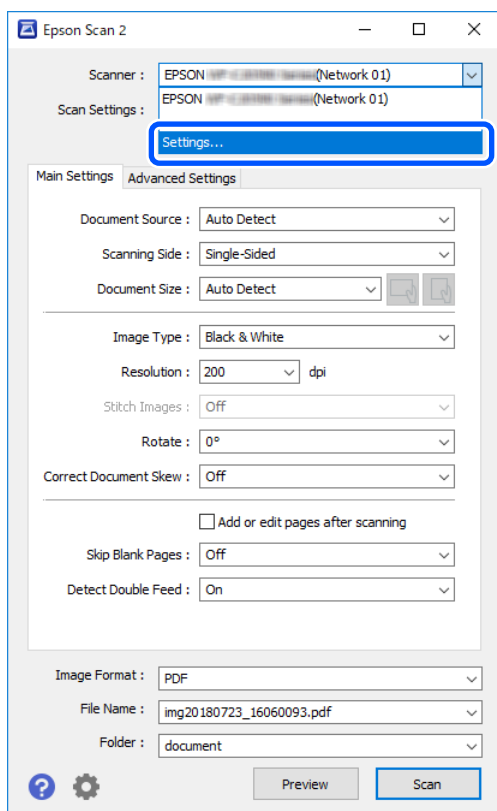 Epson Scan 2
Scanner : EPSON (Network 01)
EPSON (Network 01)
Scan Settings :
Settings...
Main Settings Advanced Settings
Document Source : Auto Detect
Scanning Side : Single-Sided
Document Size : Auto Detect
Image Type : Black & White
Resolution : 200 dpi
Stitch Images : Off
Rotate : 0°
Correct Document Skew : Off
Add or edit pages after scanning
Skip Blank Pages : Off
Detect Double Feed : On
Image Format : PDF
File Name : img20180723_16060093.pdf
Folder : document
? Preview Scan